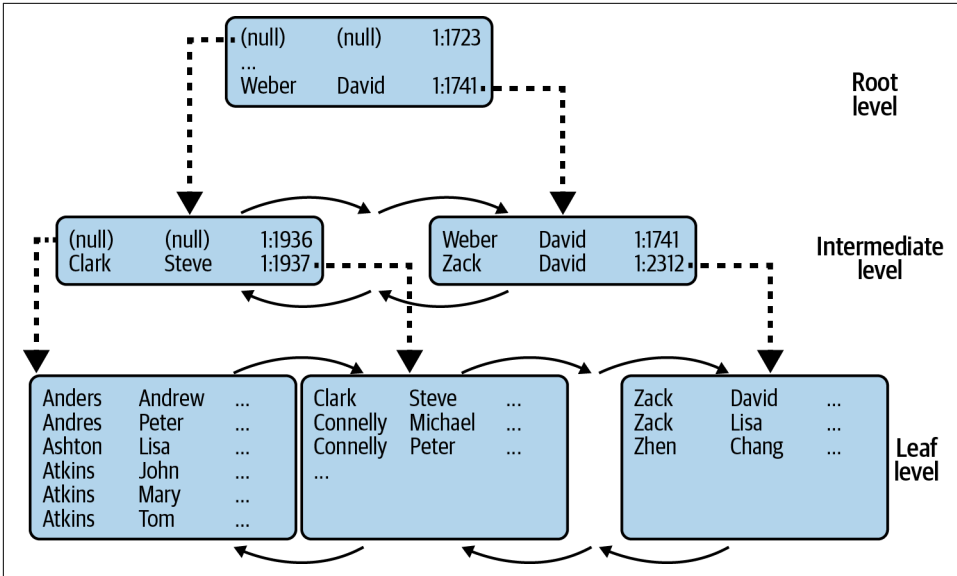 (null) (null) 1:1723
...
Weber David 1:1741
Root
level
(null) (null) 1:1936
Clark Steve 1:1937
Weber David 1:1741
Zack David 1:2312
Intermediate
level
Anders Andrew ...
Andres Peter ...
Ashton Lisa ...
Atkins John ...
Atkins Mary ...
Atkins Tom ...
Clark Steve ...
Connelly Michael ...
Connelly Peter ...
...
Zack David ...
Zack Lisa ...
Zhen Chang ...
Leaf
level